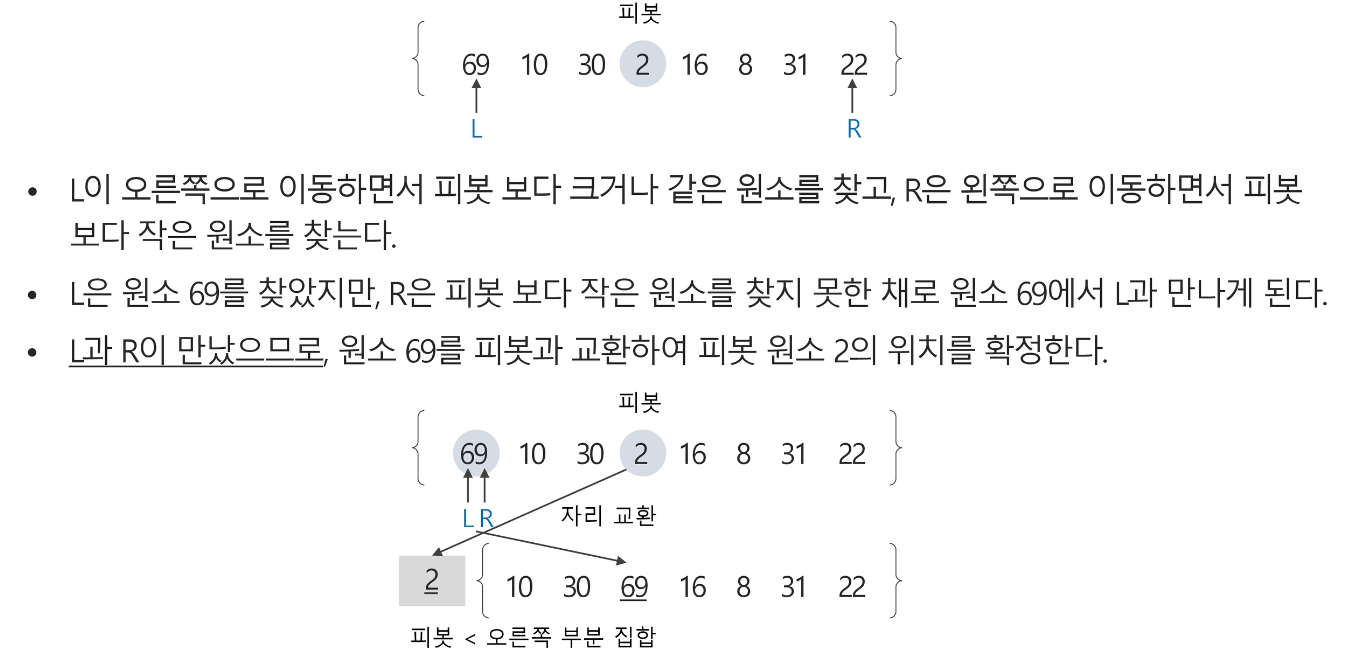 피봇
{ 69 10 30 2 16 8 31 22 }
L R
• L이 오른쪽으로 이동하면서 피봇 보다 크거나 같은 원소를 찾고, R은 왼쪽으로 이동하면서 피봇
보다 작은 원소를 찾는다.
• L은 원소 69를 찾았지만, R은 피봇 보다 작은 원소를 찾지 못한 채로 원소 69에서 L과 만나게 된다.
• L과 R이 만났으므로, 원소 69를 피봇과 교환하여 피봇 원소 2의 위치를 확정한다.
피봇
{ 69 10 30 2 16 8 31 22 }
L R 자리 교환
2 { 10 30 69 16 8 31 22 }
피봇 < 오른쪽 부분 집합